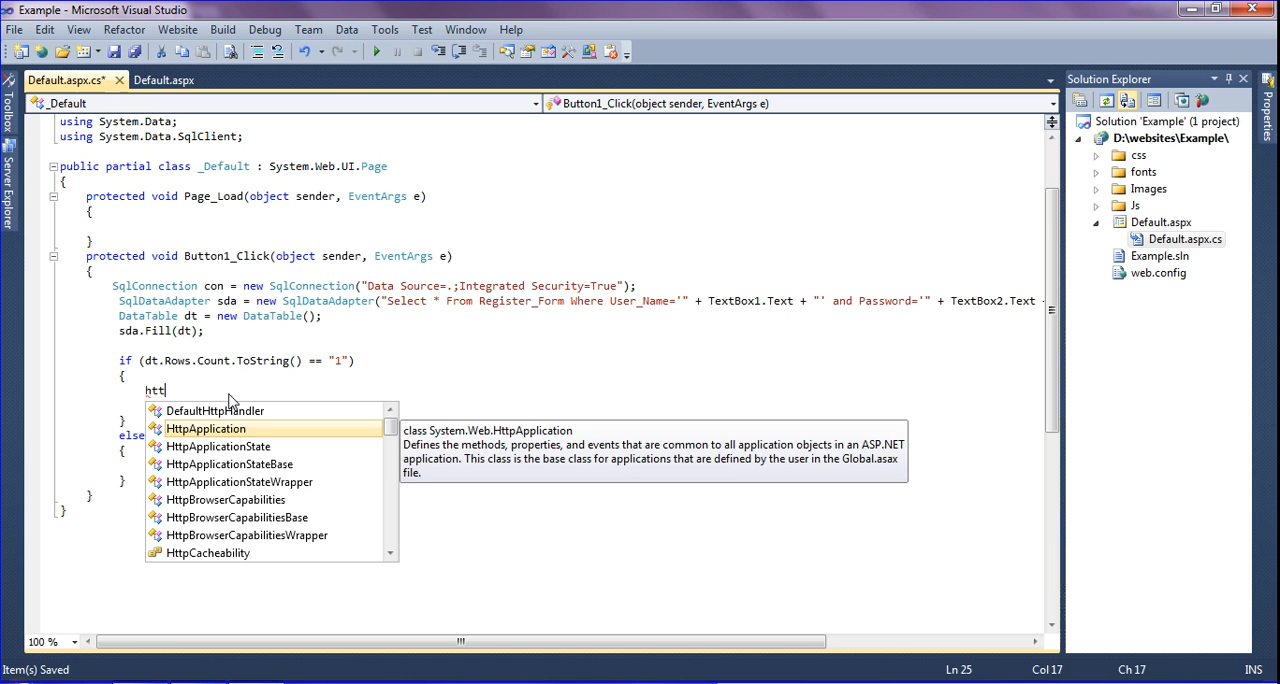 Example - Microsoft Visual Studio
File Edit View Refactor Website Build Debug Team Data Tools Test Window Help
Default.aspx.cs* Default.aspx
_Default Button1_Click(object sender, EventArgs e)
using System.Data;
using System.Data.SqlClient;
public partial class _Default : System.Web.UI.Page
{
protected void Page_Load(object sender, EventArgs e)
{
}
protected void Button1_Click(object sender, EventArgs e)
{
SqlConnection con = new SqlConnection("Data Source=.;Integrated Security=True");
SqlDataAdapter sda = new SqlDataAdapter("Select * From Register_Form Where User_Name='" + TextBox1.Text + "' and Password='" + TextBox2.Text
DataTable dt = new DataTable();
sda.Fill(dt);
if (dt.Rows.Count.ToString() == "1")
{
htt
}
else
{
}
}
}
DefaultHttpHandler
HttpApplication
HttpApplicationState
HttpApplicationStateBase
HttpApplicationStateWrapper
HttpBrowserCapabilities
HttpBrowserCapabilitiesBase
HttpBrowserCapabilitiesWrapper
HttpCacheability
class System.Web.HttpApplication
Defines the methods, properties, and events that are common to all application objects in an ASP.NET
application. This class is the base class for applications that are defined by the user in the Global.asax
file.
Toolbox
Server Explorer
Solution Explorer
Solution 'Example' (1 project)
D:\websites\Example\
css
fonts
Images
Js
Default.aspx
Default.aspx.cs
Example.sln
web.config
Properties
100 %
Item(s) Saved Ln 25 Col 17 Ch 17 INS